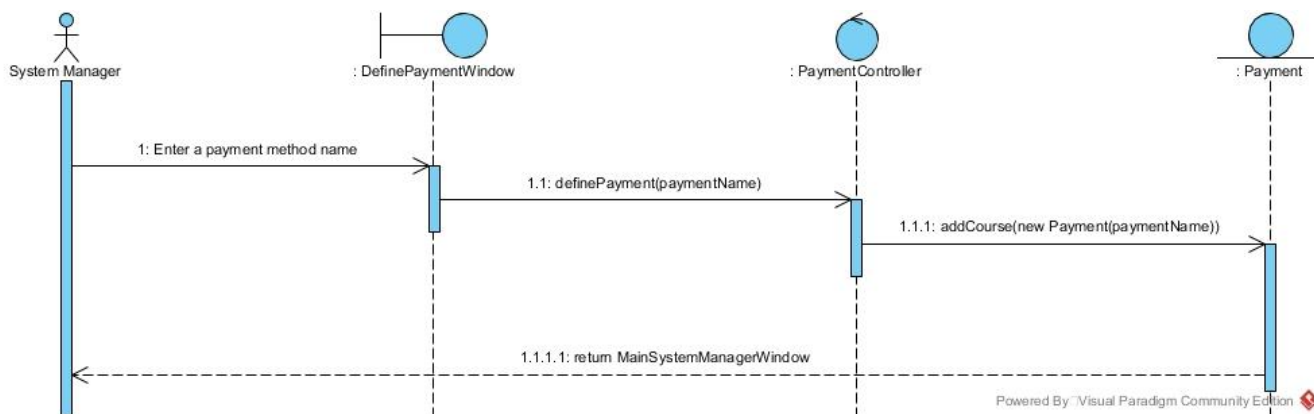 System Manager
: DefinePaymentWindow
: PaymentController
: Payment
1: Enter a payment method name
1.1: definePayment(paymentName)
1.1.1: addCourse(new Payment(paymentName))
1.1.1.1: return MainSystemManagerWindow
Powered By Visual Paradigm Community Edition